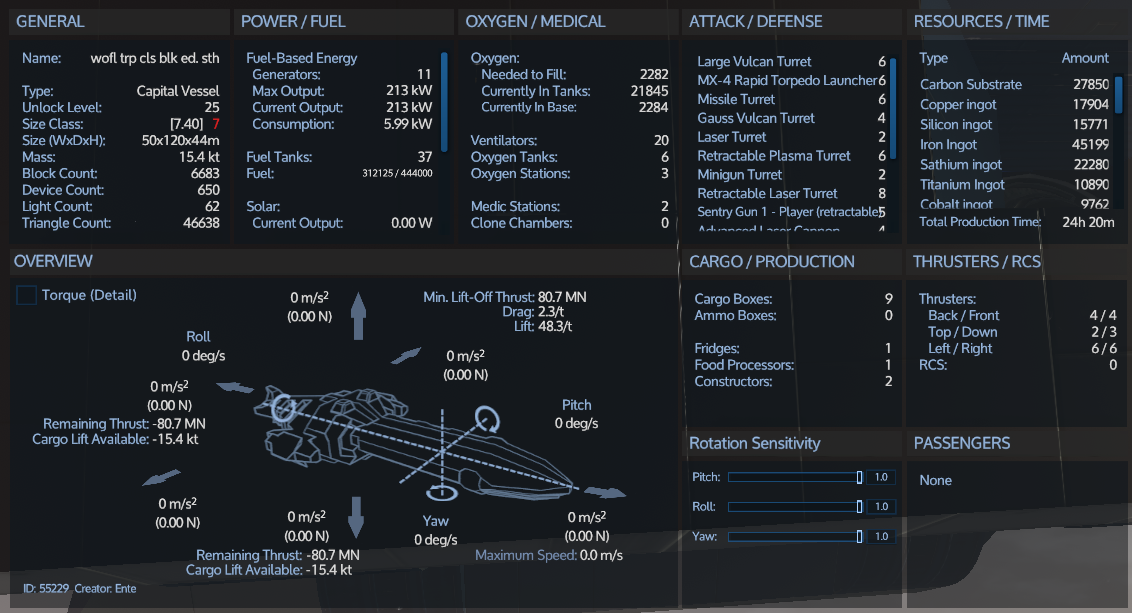 GENERAL
Name: wofl trp cls blk ed. sth
Type: Capital Vessel
Unlock Level: 25
Size Class: [7.40] 7
Size (WxDxH): 50x120x44m
Mass: 15.4 kt
Block Count: 6683
Device Count: 650
Light Count: 62
Triangle Count: 46638
POWER / FUEL
Fuel-Based Energy
Generators: 11
Max Output: 213 kW
Current Output: 213 kW
Consumption: 5.99 kW
Fuel Tanks: 37
Fuel: 312125 / 444000
Solar:
Current Output: 0.00 W
OXYGEN / MEDICAL
Oxygen:
Needed to Fill: 2282
Currently In Tanks: 21845
Currently In Base: 2284
Ventilators: 20
Oxygen Tanks: 6
Oxygen Stations: 3
Medic Stations: 2
Clone Chambers: 0
ATTACK / DEFENSE
Large Vulcan Turret 6
MX-4 Rapid Torpedo Launcher 6
Missile Turret 6
Gauss Vulcan Turret 4
Laser Turret 2
Retractable Plasma Turret 6
Minigun Turret 2
Retractable Laser Turret 8
Sentry Gun 1 - Player (retractable 5
Advanced Laser Cannon 4
RESOURCES / TIME
Type Amount
Carbon Substrate 27850
Copper ingot 17904
Silicon ingot 15771
Iron Ingot 45199
Sathium ingot 22280
Titanium Ingot 10890
Cobalt ingot 9762
Total Production Time: 24h 20m
OVERVIEW
Torque (Detail)
0 m/s²
(0.00 N)
Min. Lift-Off Thrust: 80.7 MN
Drag: 2.3/t
Lift: 48.3/t
Roll
0 deg/s
0 m/s²
(0.00 N)
0 m/s²
(0.00 N)
Remaining Thrust: -80.7 MN
Cargo Lift Available: -15.4 kt
Pitch
0 deg/s
0 m/s²
(0.00 N)
0 m/s²
(0.00 N)
Remaining Thrust: -80.7 MN
Cargo Lift Available: -15.4 kt
Yaw
0 deg/s
0 m/s²
(0.00 N)
Maximum Speed: 0.0 m/s
ID: 55229 Creator: Ente
CARGO / PRODUCTION
Cargo Boxes: 9
Ammo Boxes: 0
Fridges: 1
Food Processors: 1
Constructors: 2
THRUSTERS / RCS
Thrusters:
Back / Front 4 / 4
Top / Down 2 / 3
Left / Right 6 / 6
RCS: 0
Rotation Sensitivity
Pitch: 1.0
Roll: 1.0
Yaw: 1.0
PASSENGERS
None